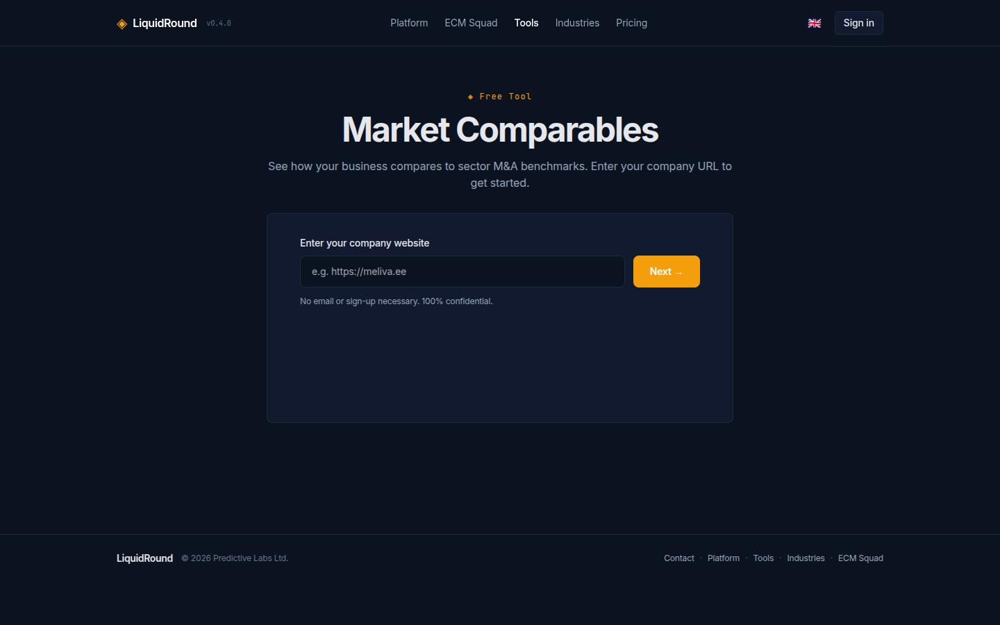 ◈ LiquidRound v0.4.0 Platform ECM Squad Tools Industries Pricing 🇬🇧 Sign in
◈ Free Tool
Market Comparables
See how your business compares to sector M&A benchmarks. Enter your company URL to
get started.
Enter your company website
e.g. https://meliva.ee Next →
No email or sign-up necessary. 100% confidential.
LiquidRound © 2026 Predictive Labs Ltd. Contact · Platform · Tools · Industries · ECM Squad